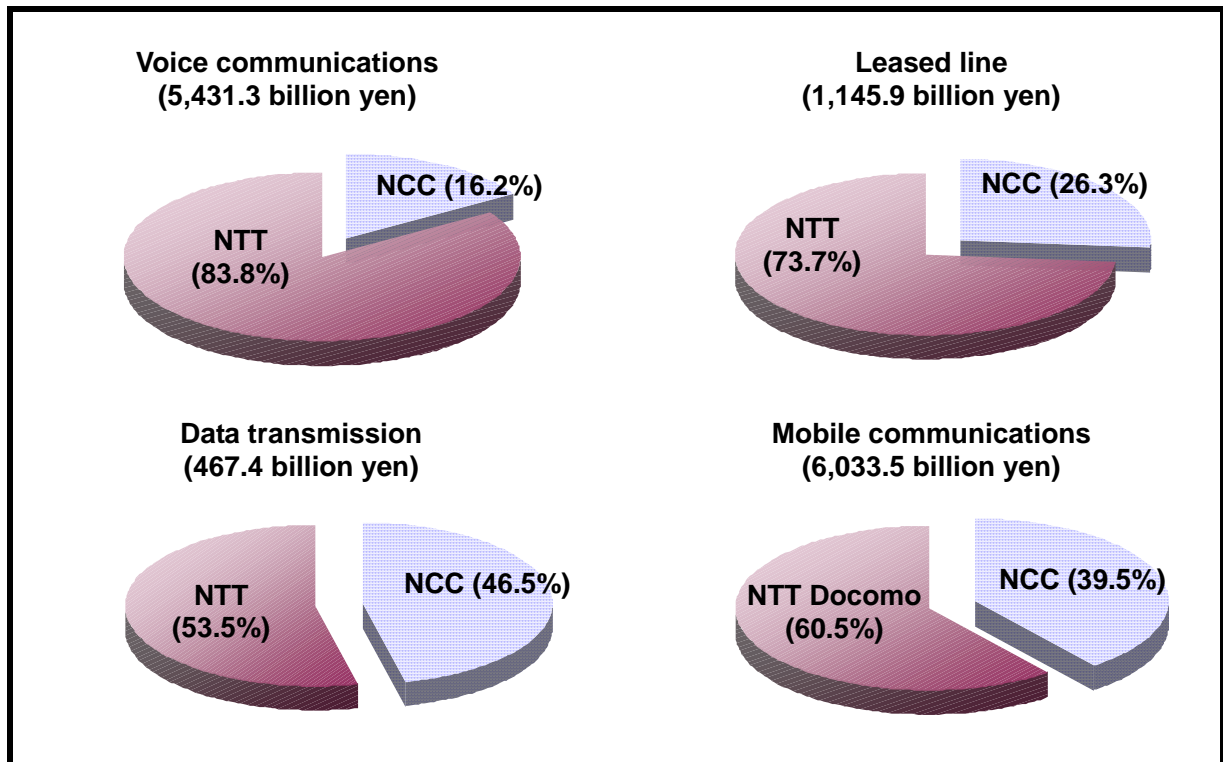 Voice communications
(5,431.3 billion yen)
NCC (16.2%)
NTT
(83.8%)
Leased line
(1,145.9 billion yen)
NCC (26.3%)
NTT
(73.7%)
Data transmission
(467.4 billion yen)
NCC (46.5%)
NTT
(53.5%)
Mobile communications
(6,033.5 billion yen)
NCC (39.5%)
NTT Docomo
(60.5%)